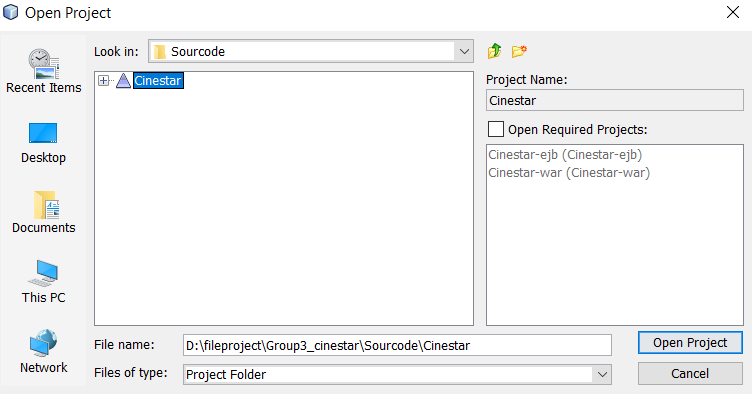 Open Project
Look in:
Sourcode
Recent Items
Desktop
Documents
This PC
Network
Cinestar
Project Name:
Cinestar
Open Required Projects:
Cinestar-ejb (Cinestar-ejb)
Cinestar-war (Cinestar-war)
File name:
D:\fileproject\Group3_cinestar\Sourcode\Cinestar
Open Project
Files of type:
Project Folder
Cancel